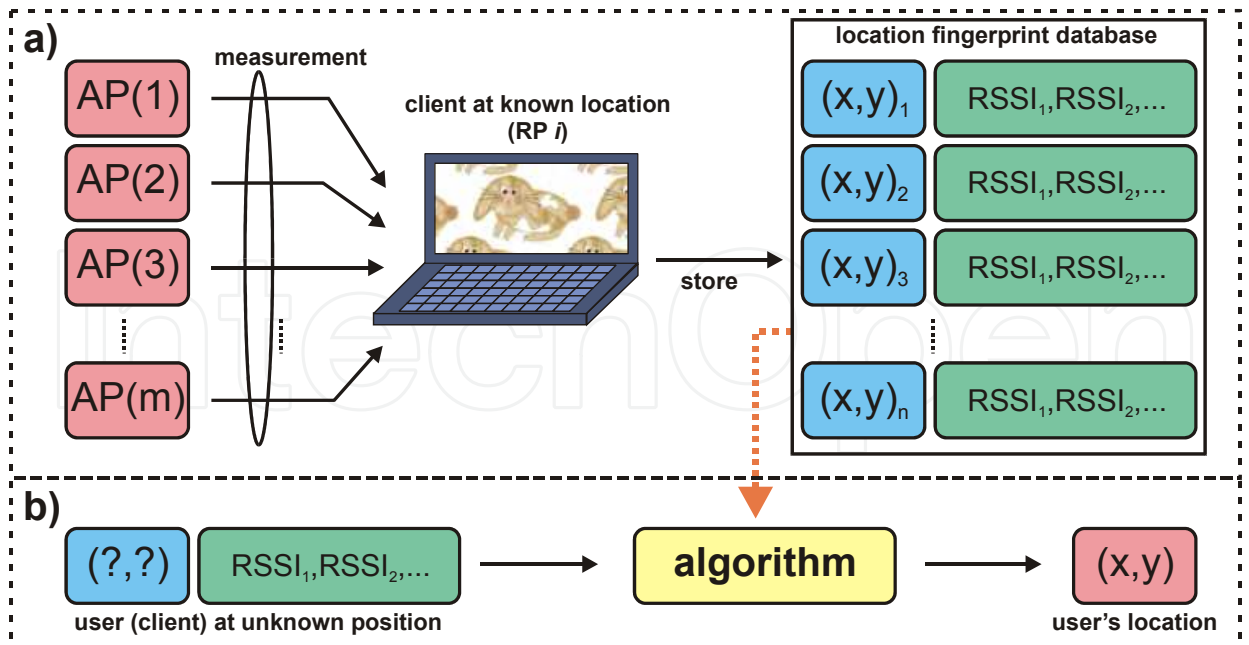 a)
measurement
AP(1)
AP(2)
AP(3)
AP(m)
client at known location
(RP i)
store
location fingerprint database
(x,y)₁ RSSI₁,RSSI₂,...
(x,y)₂ RSSI₁,RSSI₂,...
(x,y)₃ RSSI₁,RSSI₂,...
(x,y)ₙ RSSI₁,RSSI₂,...
IntechOpen
b)
(?,?) RSSI₁,RSSI₂,...
user (client) at unknown position
algorithm
(x,y)
user's location